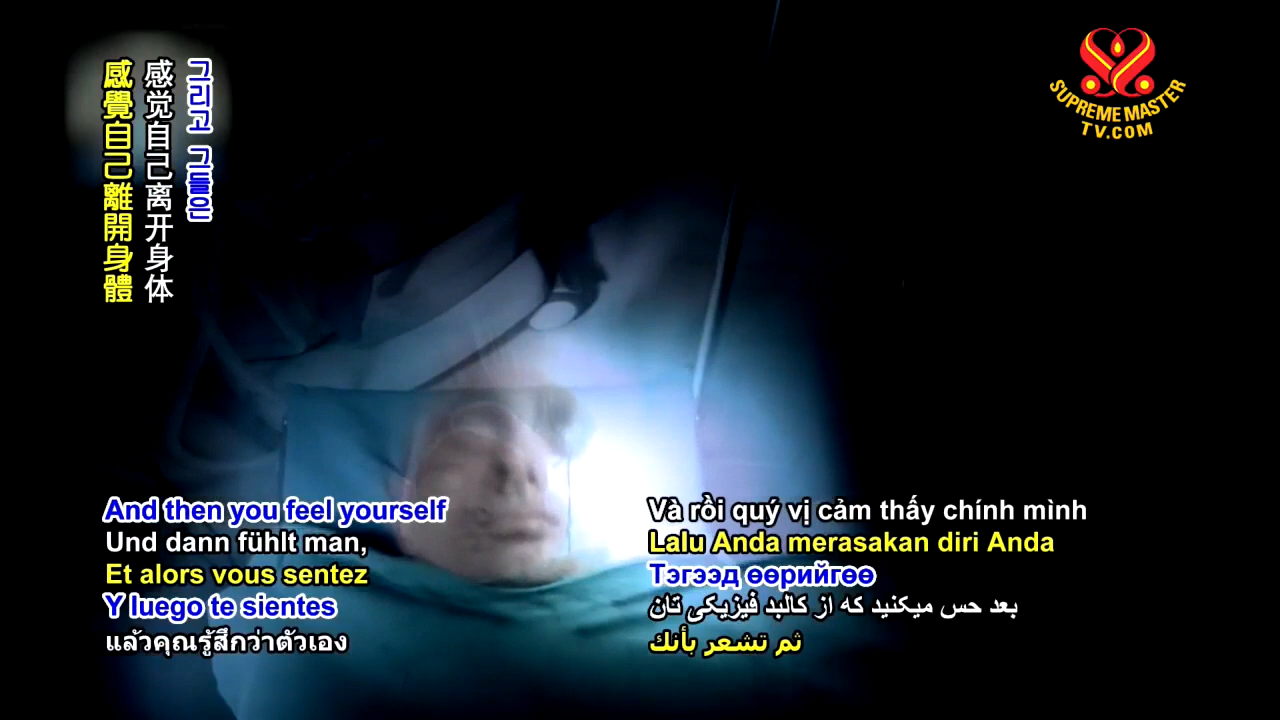 感覺自己離開身體
感觉自己离开身体
그리고 그들은
SUPREME MASTER
TV.COM
And then you feel yourself
Und dann fühlt man,
Et alors vous sentez
Y luego te sientes
แล้วคุณรู้สึกว่าตัวเอง
Và rồi quý vị cảm thấy chính mình
Lalu Anda merasakan diri Anda
Тэгээд өөрийгөө
بعد حس میکنید که از کالبد فیزیکی تان
ثم تشعر بأنك